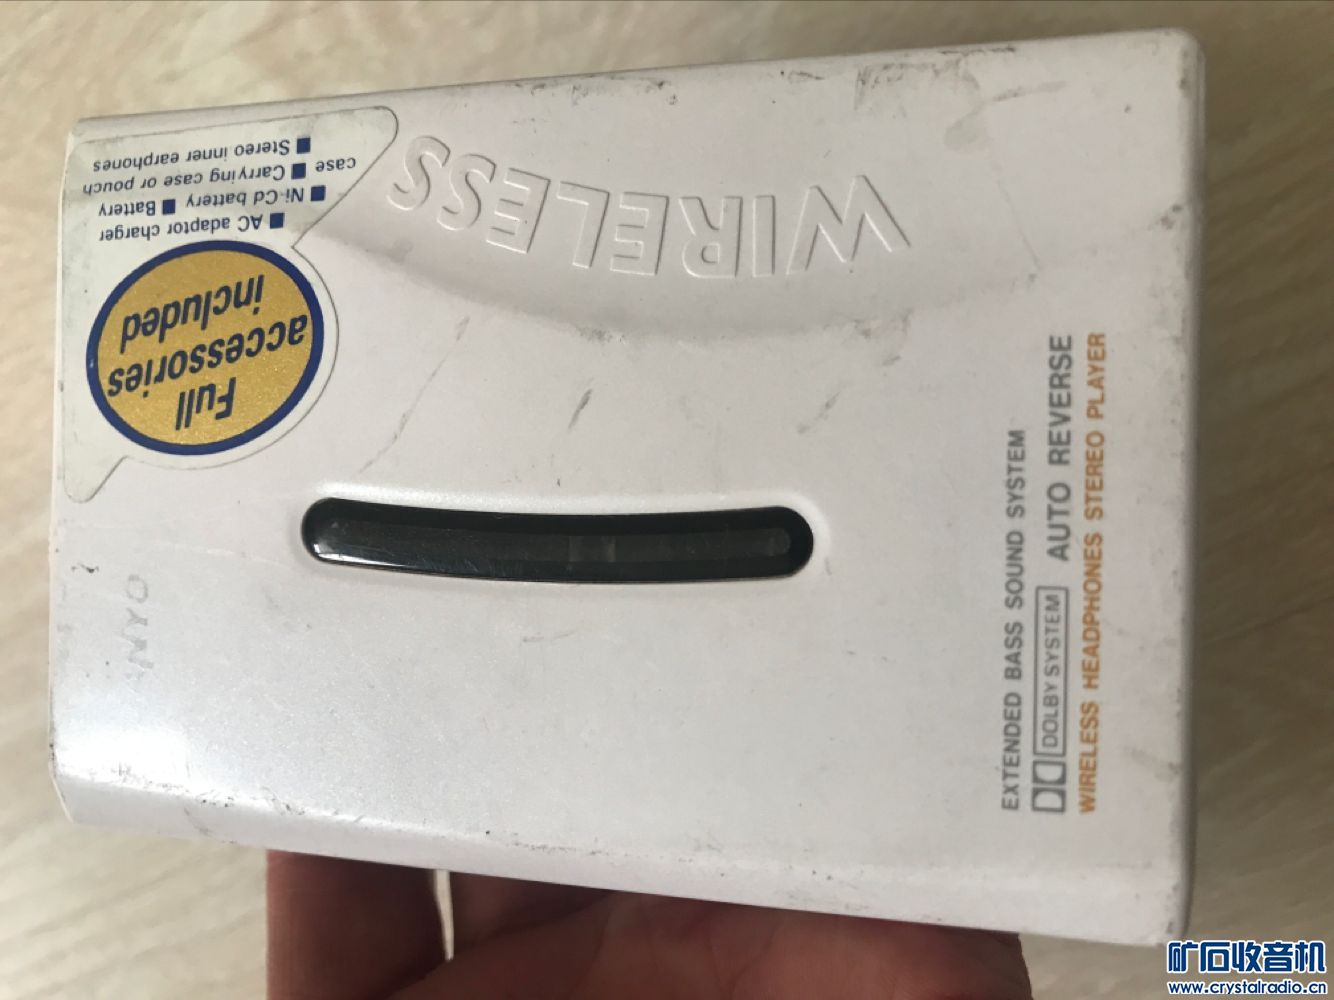 WIRELESS
Full
accessories
included
■ AC adaptor charger
■ Ni-Cd battery ■ Battery
case ■ Carrying case or pouch
■ Stereo inner earphones
EXTENDED BASS SOUND SYSTEM
DOLBY SYSTEM AUTO REVERSE
WIRELESS HEADPHONES STEREO PLAYER
矿石收音机
www.crystalradio.cn